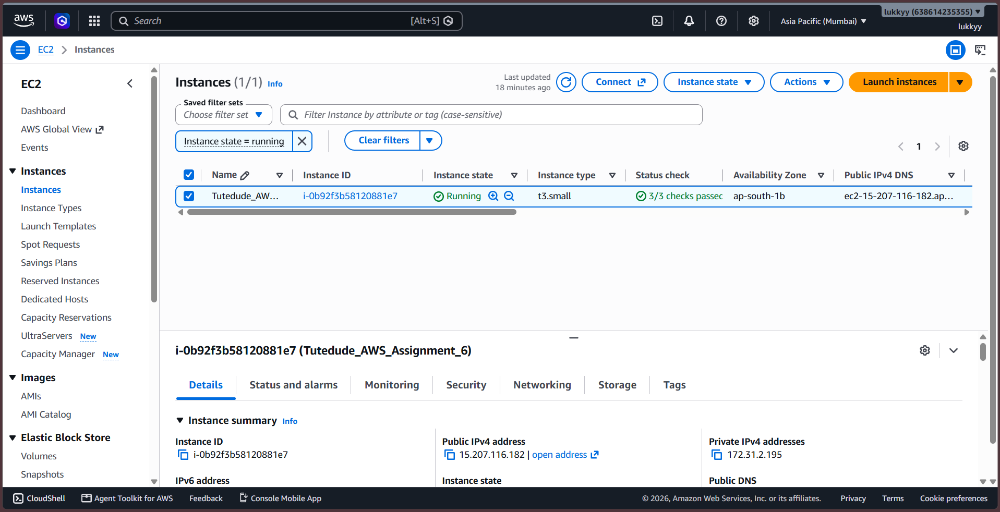 aws
Search [Alt+S]
Asia Pacific (Mumbai)
lukkyy (638614235355)
lukkyy
EC2 Instances
EC2
Dashboard
AWS Global View
Events
Instances
Instances
Instance Types
Launch Templates
Spot Requests
Savings Plans
Reserved Instances
Dedicated Hosts
Capacity Reservations
UltraServers New
Capacity Manager New
Images
AMIs
AMI Catalog
Elastic Block Store
Volumes
Snapshots
Instances (1/1) Info
Last updated
18 minutes ago
Connect
Instance state
Actions
Launch instances
Saved filter sets
Choose filter set
Filter Instance by attribute or tag (case-sensitive)
Instance state = running
Clear filters
1
Name Instance ID Instance state Instance type Status check Availability Zone Public IPv4 DNS
Tutedude_AW... i-0b92f3b58120881e7 Running t3.small 3/3 checks passec ap-south-1b ec2-15-207-116-182.ap...
i-0b92f3b58120881e7 (Tutedude_AWS_Assignment_6)
Details Status and alarms Monitoring Security Networking Storage Tags
Instance summary Info
Instance ID
i-0b92f3b58120881e7
Public IPv4 address
15.207.116.182 | open address
Private IPv4 addresses
172.31.2.195
IPv6 address
Instance state
Public DNS
CloudShell Agent Toolkit for AWS Feedback Console Mobile App
© 2026, Amazon Web Services, Inc. or its affiliates. Privacy Terms Cookie preferences